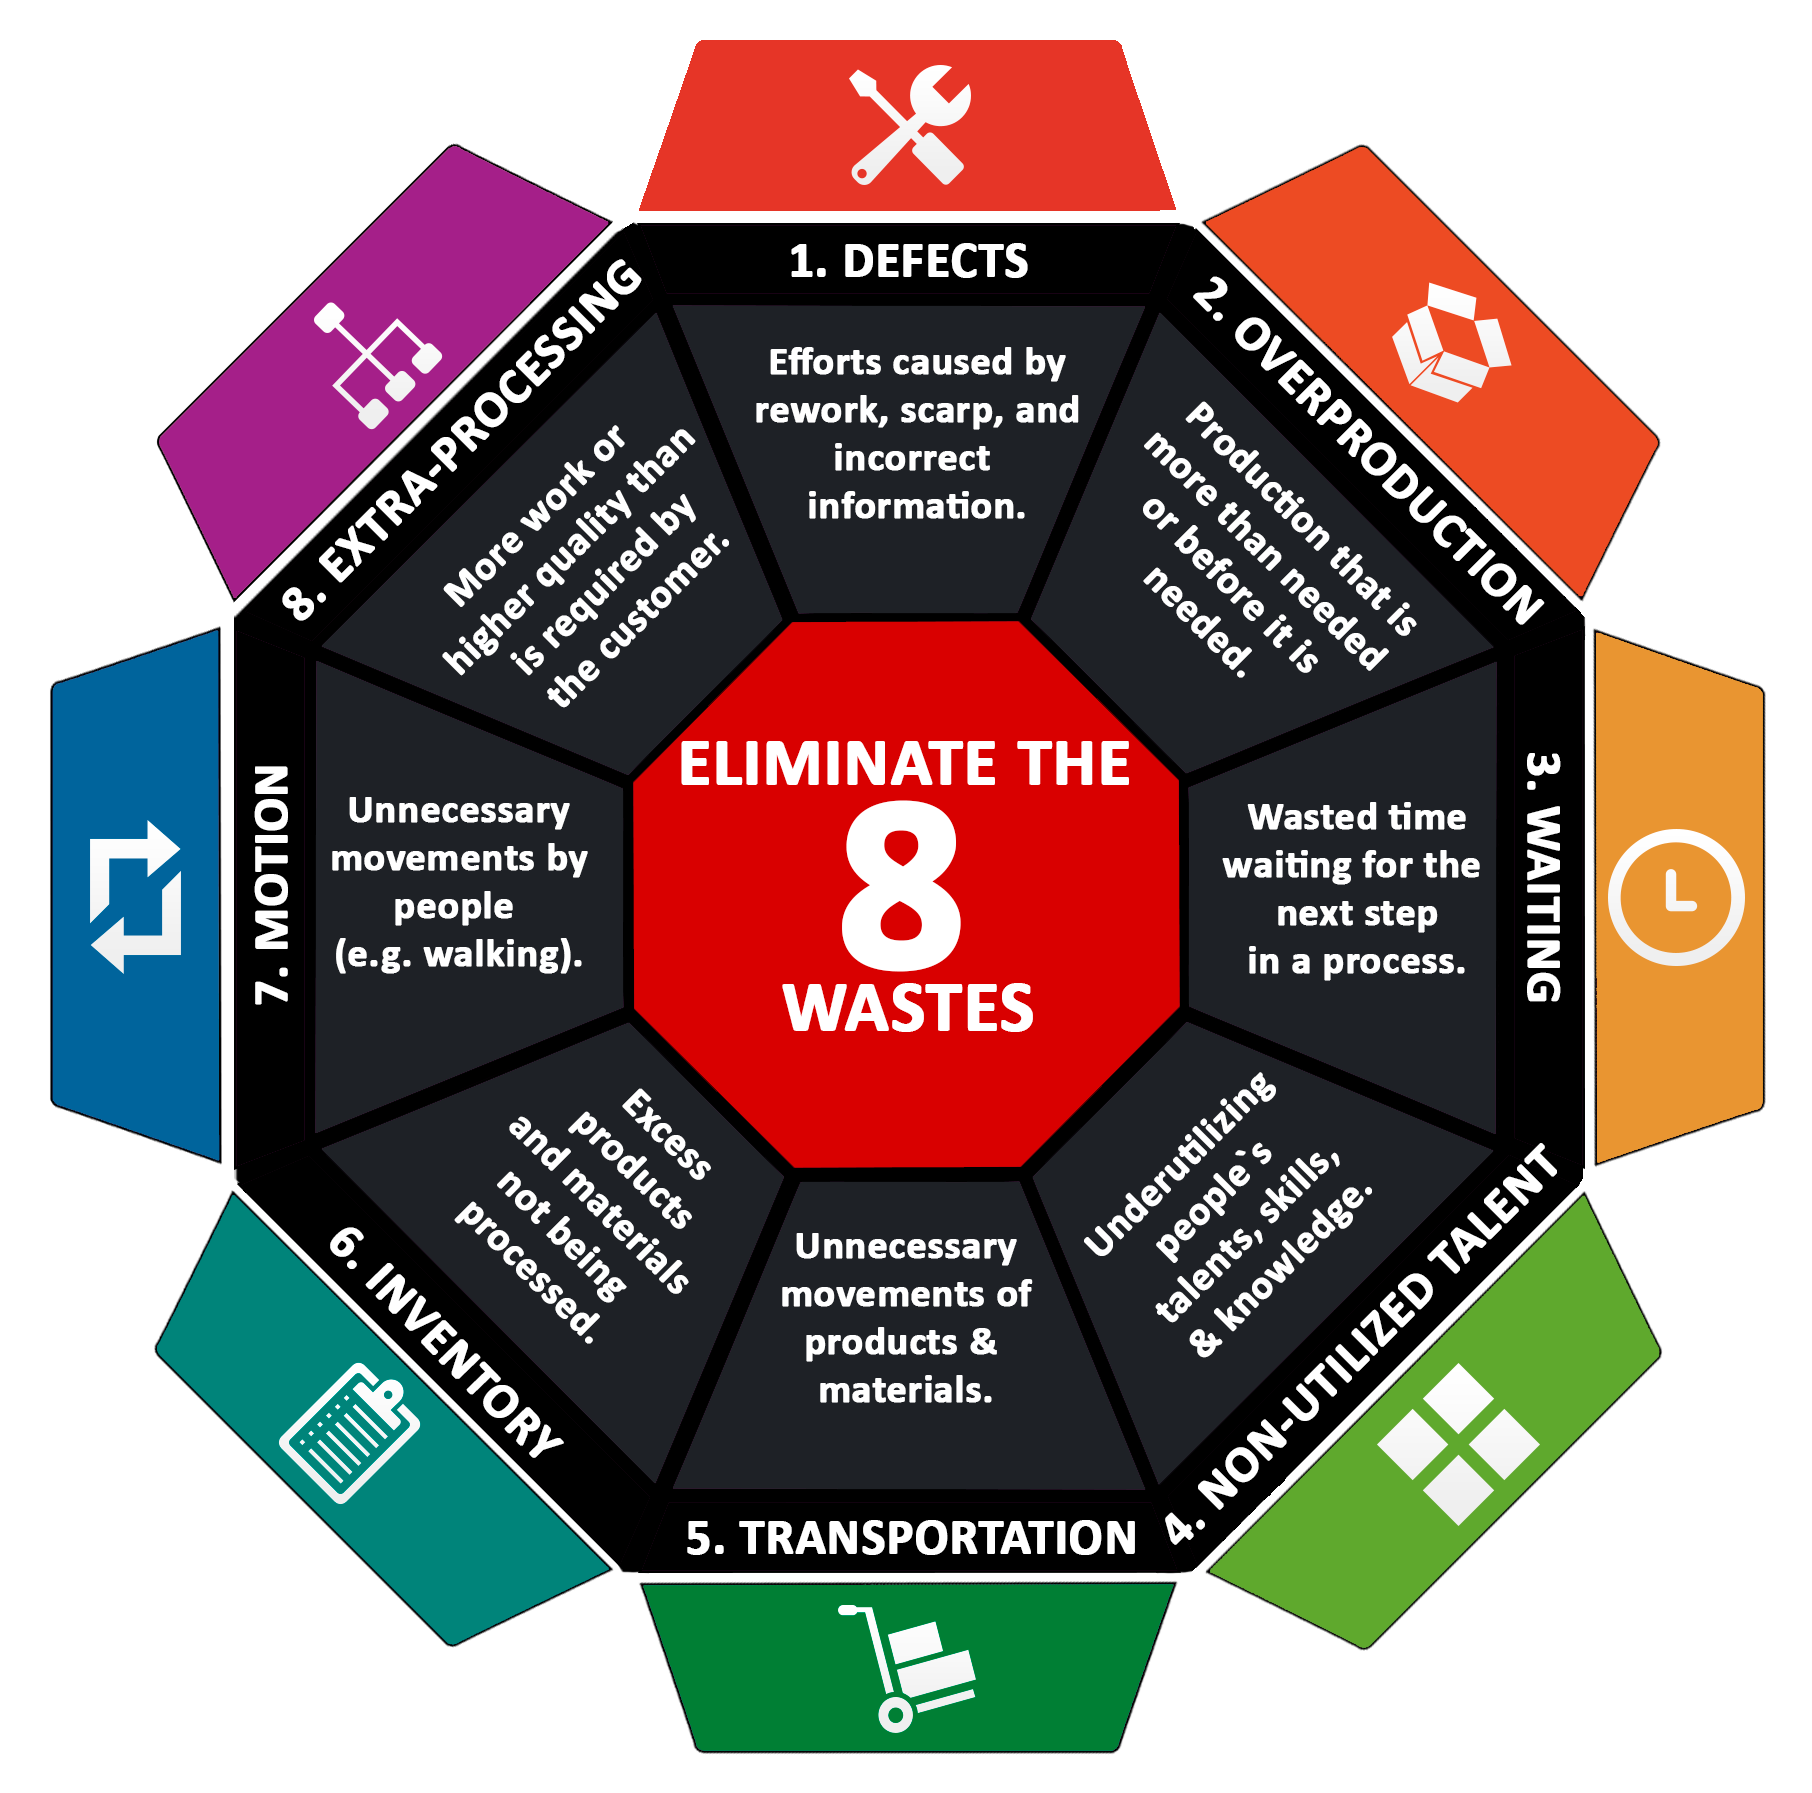 1. DEFECTS
Efforts caused by
rework, scarp, and
incorrect
information.
2. OVERPRODUCTION
Production that is
more than needed
or before it is
needed.
3. WAITING
Wasted time
waiting for the
next step
in a process.
4. NON-UTILIZED TALENT
Underutilizing
people`s
talents, skills,
& knowledge.
5. TRANSPORTATION
Unnecessary
movements of
products &
materials.
6. INVENTORY
Excess
products
and materials
not being
processed.
7. MOTION
Unnecessary
movements by
people
(e.g. walking).
8. EXTRA-PROCESSING
More work or
higher quality than
is required by
the customer.
ELIMINATE THE
8
WASTES